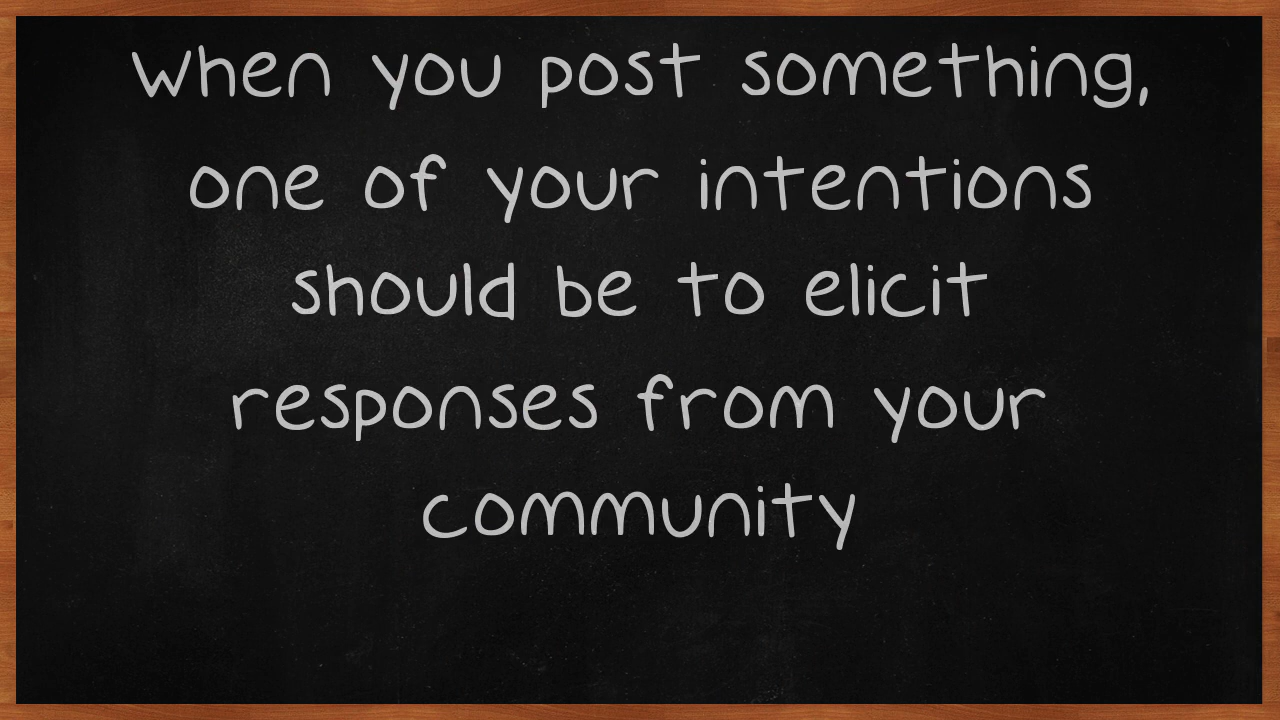 When you post something,
one of your intentions
should be to elicit
responses from your
community